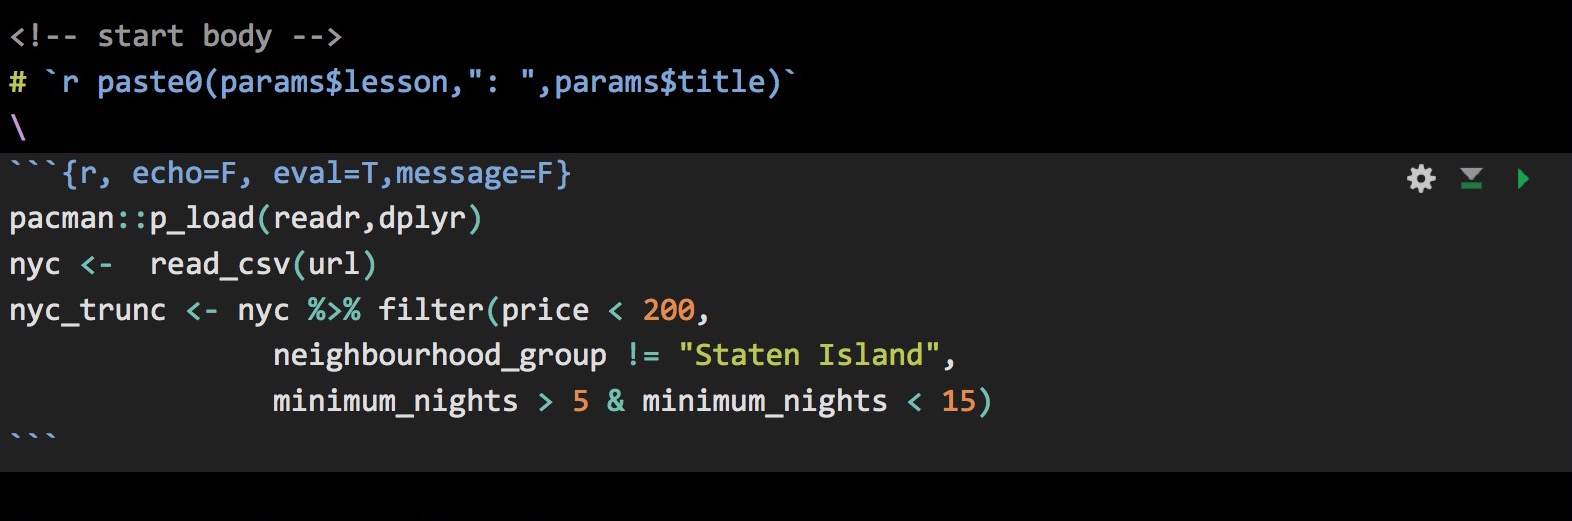 <!-- start body -->
# `r paste0(params$lesson,": ",params$title)`
\
```{r, echo=F, eval=T,message=F}
pacman::p_load(readr,dplyr)
nyc <-  read_csv(url)
nyc_trunc <- nyc %>% filter(price < 200,
               neighbourhood_group != "Staten Island",
               minimum_nights > 5 & minimum_nights < 15)
```